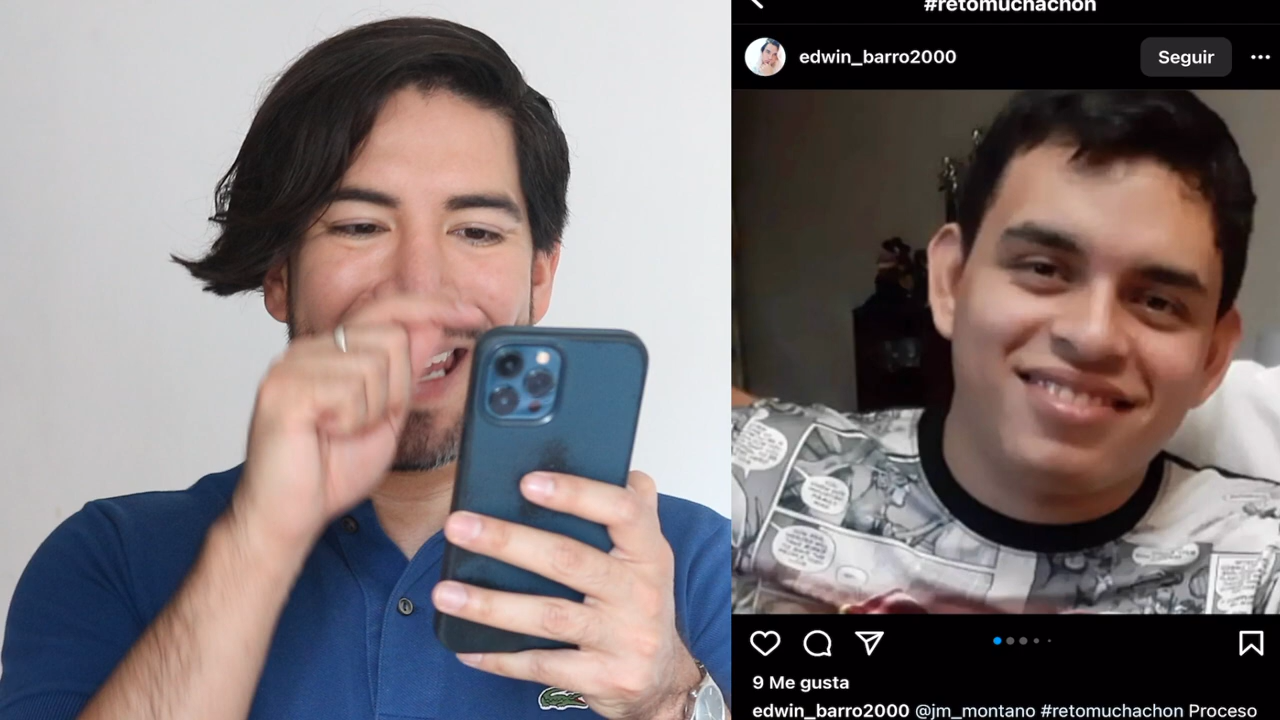 #retomuchachon
edwin_barro2000
Seguir
9 Me gusta
edwin_barro2000 @jm_montano #retomuchachon Proceso